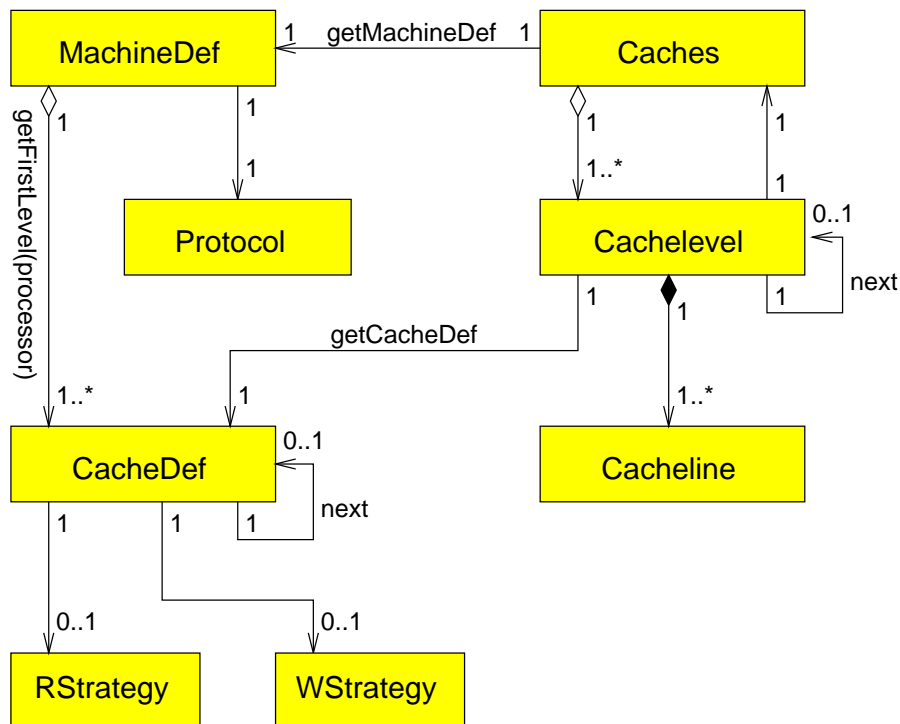 MachineDef
1
getMachineDef
1
Caches
1
getFirstLevel(processor)
1
1
1
1
1..*
1
Protocol
Cachelevel
0..1
next
1
1
1
getCacheDef
1..*
1
1..*
CacheDef
0..1
next
Cacheline
1
1
1
0..1
0..1
RStrategy
WStrategy